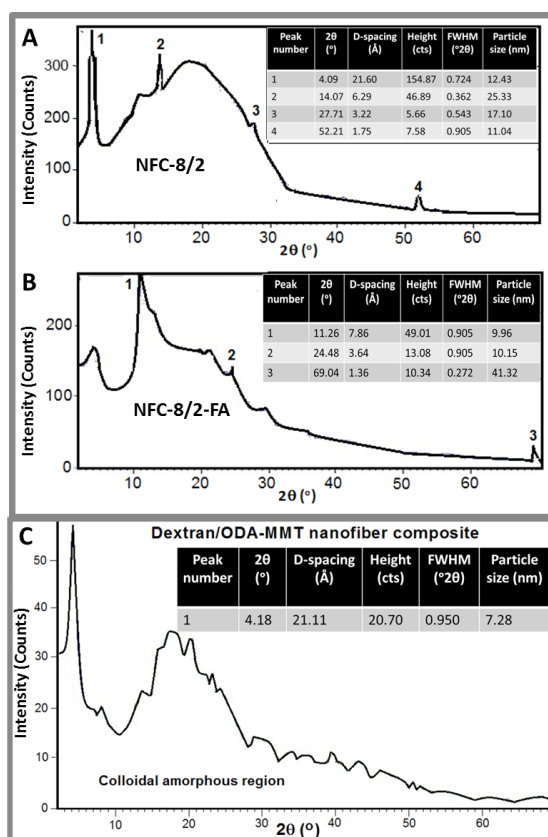 A
Intensity (Counts)
300
200
100
0
1
2
3
4
NFC-8/2
Peak number 2θ (°) D-spacing (Å) Height (cts) FWHM (°2θ) Particle size (nm)
1 4.09 21.60 154.87 0.724 12.43
2 14.07 6.29 46.89 0.362 25.33
3 27.71 3.22 5.66 0.543 17.10
4 52.21 1.75 7.58 0.905 11.04
10 20 30 40 50 60
2θ (°)
B
Intensity (Counts)
200
100
0
1
2
3
NFC-8/2-FA
Peak number 2θ (°) D-spacing (Å) Height (cts) FWHM (°2θ) Particle size (nm)
1 11.26 7.86 49.01 0.905 9.96
2 24.48 3.64 13.08 0.905 10.15
3 69.04 1.36 10.34 0.272 41.32
10 20 30 40 50 60
2θ (°)
C
Dextran/ODA-MMT nanofiber composite
Intensity (Counts)
50
40
30
20
10
0
Peak number 2θ (°) D-spacing (Å) Height (cts) FWHM (°2θ) Particle size (nm)
1 4.18 21.11 20.70 0.950 7.28
Colloidal amorphous region
10 20 30 40 50 60
2θ (°)